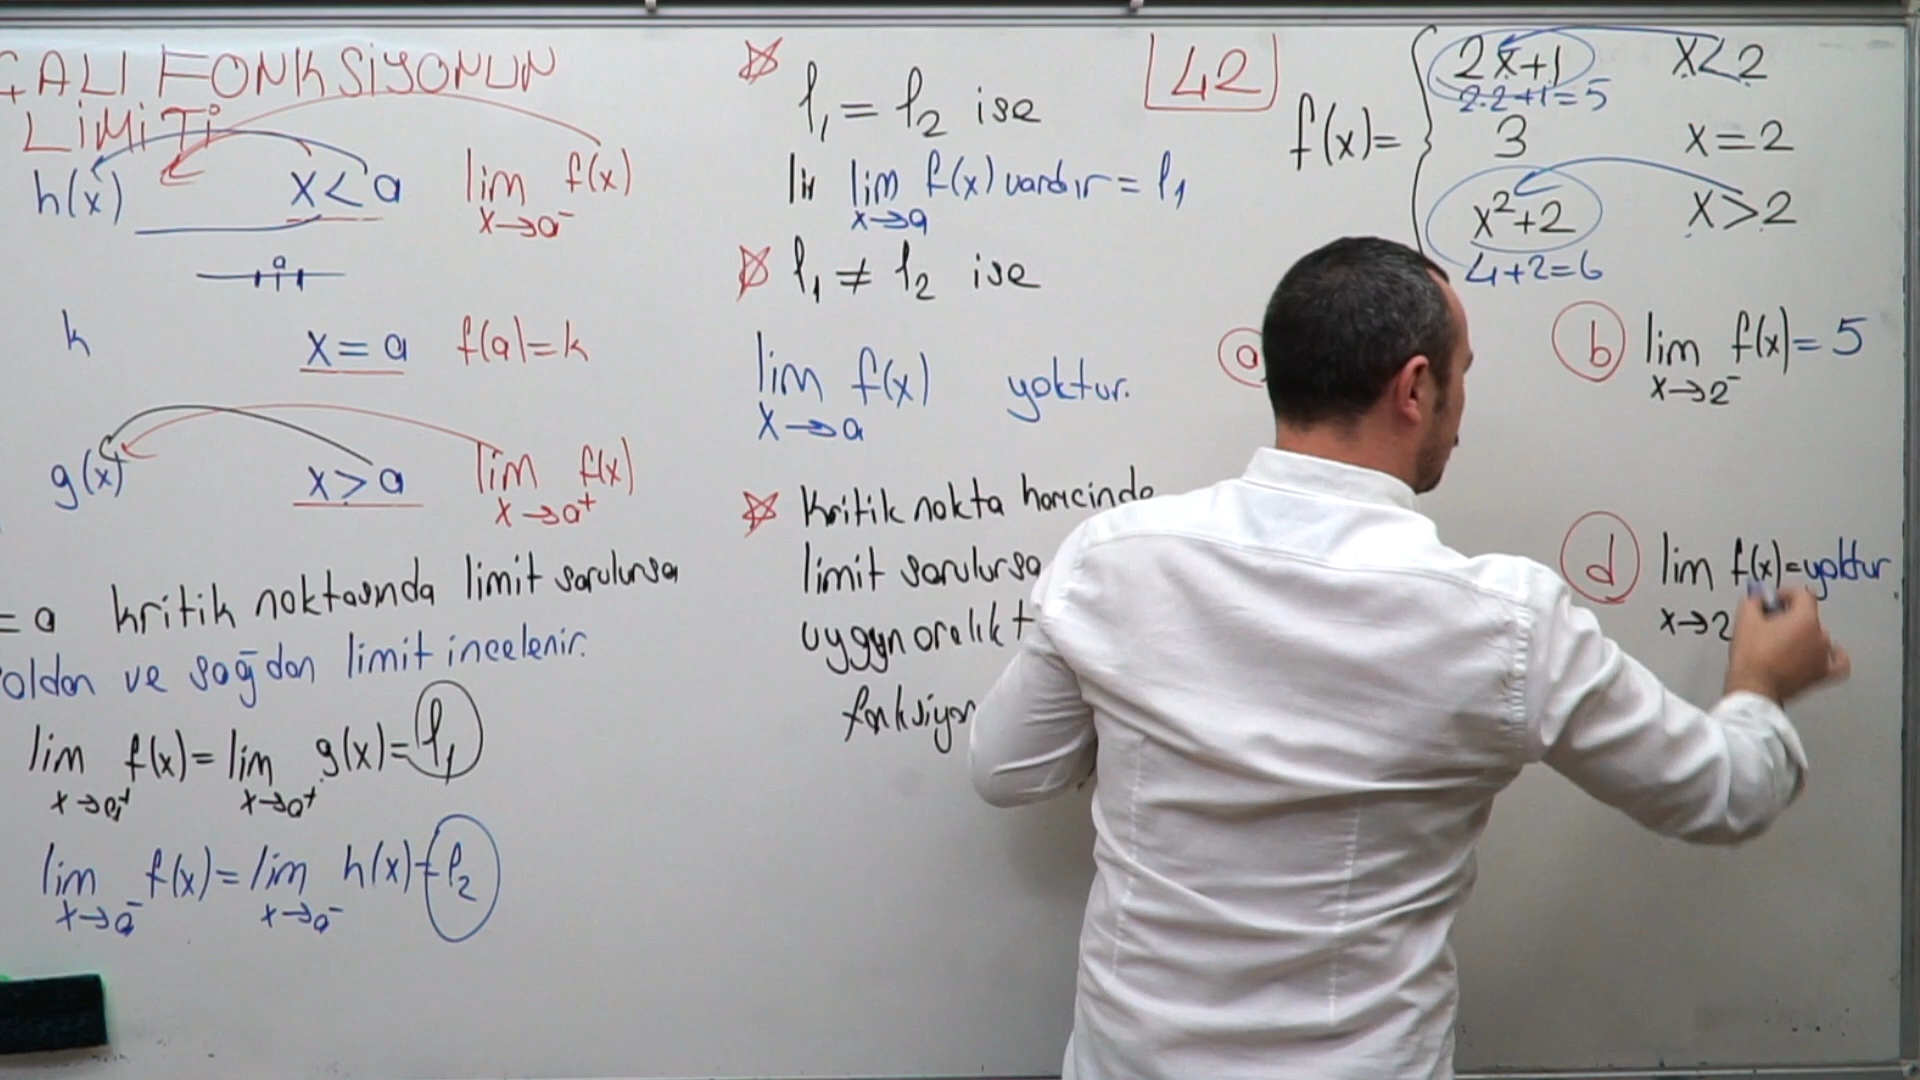 ÇALI FONKSİYONUN
LİMİTİ
h(x) x<a lim f(x)
x→a⁻
a
k x=a f(a)=k
g(x) x>a lim f(x)
x→a⁺
=a kritik noktasında limit sorulursa
oldan ve sağdan limit incelenir.
lim f(x)=lim g(x)=l₁
x→a⁺ x→a⁺
lim f(x)=lim h(x)=l₂
x→a⁻ x→a⁻
l₁=l₂ ise
lim f(x) vardır=l₁
x→a
l₁≠l₂ ise
lim f(x) yoktur.
x→a
kritik nokta haricinde
limit sorulursa
uygun aralık
fonksiyon
42
f(x)=
2x+1 x<2
2.2+1=5
3 x=2
x²+2 x>2
4+2=6
a
b lim f(x)=5
x→2⁻
d lim f(x)=yoktur.
x→2